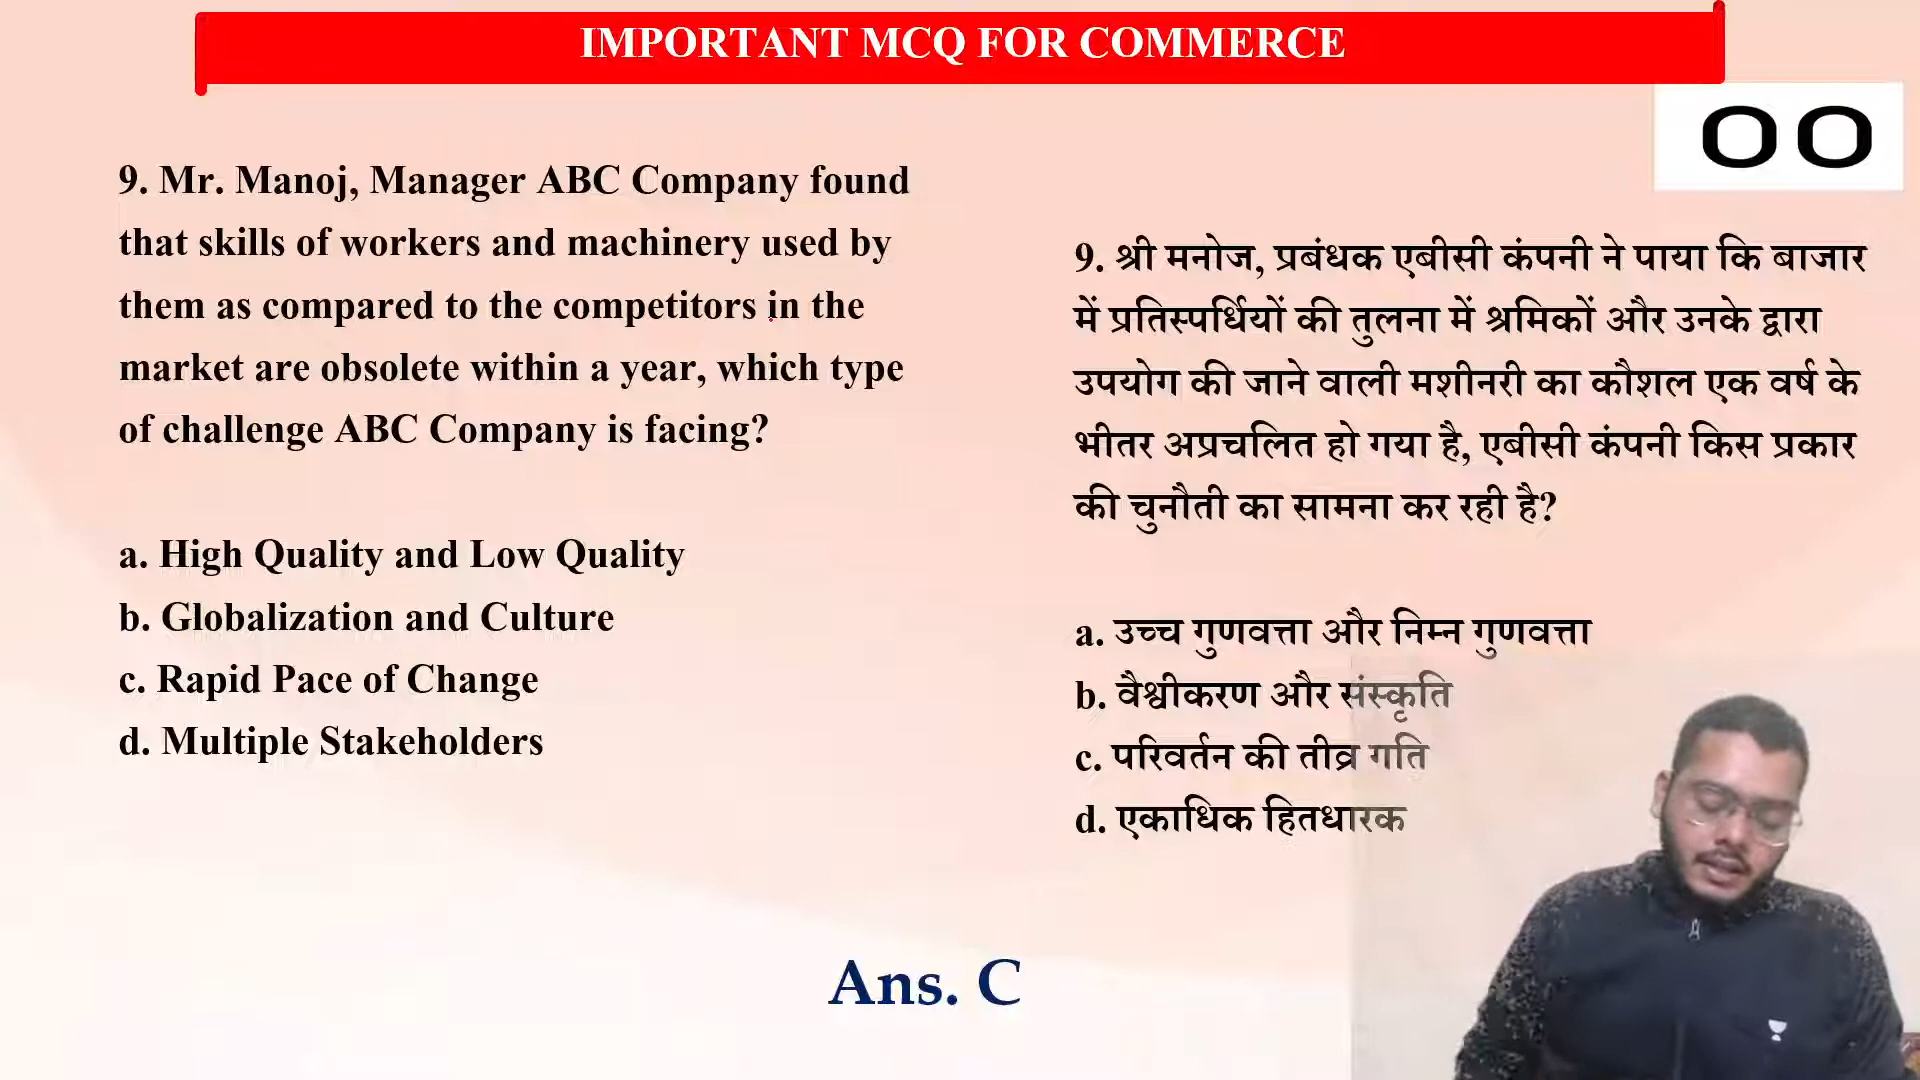 IMPORTANT MCQ FOR COMMERCE
00
9. Mr. Manoj, Manager ABC Company found
that skills of workers and machinery used by
them as compared to the competitors in the
market are obsolete within a year, which type
of challenge ABC Company is facing?
a. High Quality and Low Quality
b. Globalization and Culture
c. Rapid Pace of Change
d. Multiple Stakeholders
9. श्री मनोज, प्रबंधक एबीसी कंपनी ने पाया कि बाजार
में प्रतिस्पर्धियों की तुलना में श्रमिकों और उनके द्वारा
उपयोग की जाने वाली मशीनरी का कौशल एक वर्ष के
भीतर अप्रचलित हो गया है, एबीसी कंपनी किस प्रकार
की चुनौती का सामना कर रही है?
a. उच्च गुणवत्ता और निम्न गुणवत्ता
b. वैश्वीकरण और संस्कृति
c. परिवर्तन की तीव्र गति
d. एकाधिक हितधारक
Ans. C